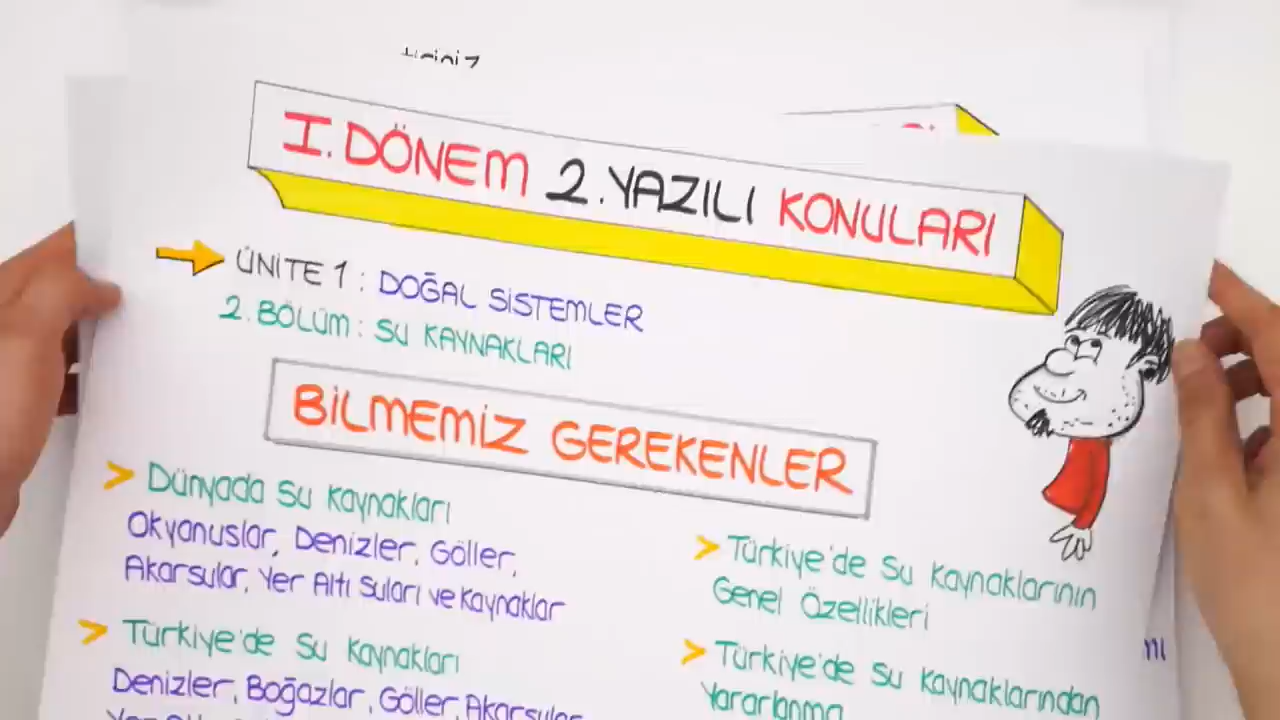 I. DÖNEM 2. YAZILI KONULARI
ÜNİTE 1 : DOĞAL SİSTEMLER
2. BÖLÜM : SU KAYNAKLARI
BİLMEMİZ GEREKENLER
> Dünyada Su Kaynakları
Okyanuslar, Denizler, Göller,
Akarsular, Yer Altı Suları ve Kaynaklar
> Türkiye'de Su Kaynakları
Denizler, Boğazlar, Göller, Akarsular
> Türkiye'de Su Kaynaklarının
Genel Özellikleri
> Türkiye'de Su Kaynaklarından
Yararlanma